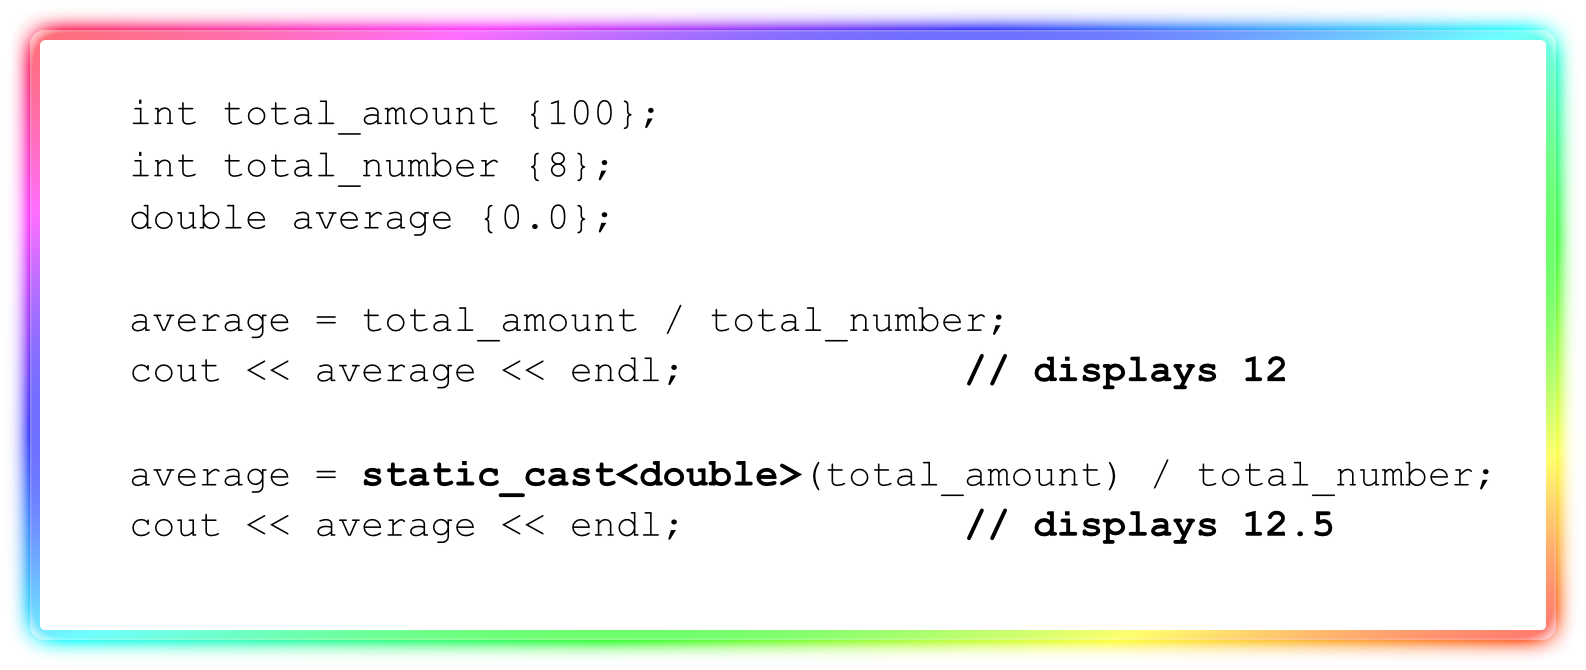 int total_amount {100};
int total_number {8};
double average {0.0};
average = total_amount / total_number;
cout << average << endl; // displays 12
average = static_cast<double>(total_amount) / total_number;
cout << average << endl; // displays 12.5